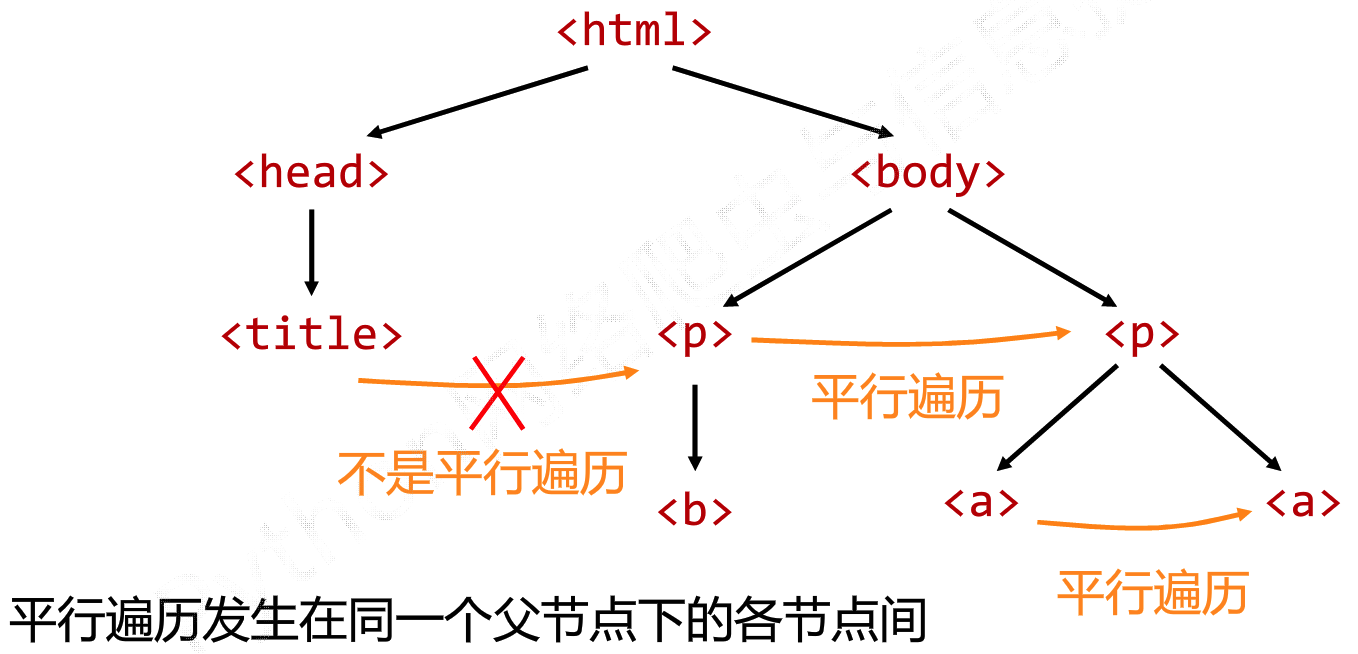 <html>
<head>
<body>
<title>
<p>
<p>
平行遍历
不是平行遍历
<b>
<a>
<a>
平行遍历
平行遍历发生在同一个父节点下的各节点间